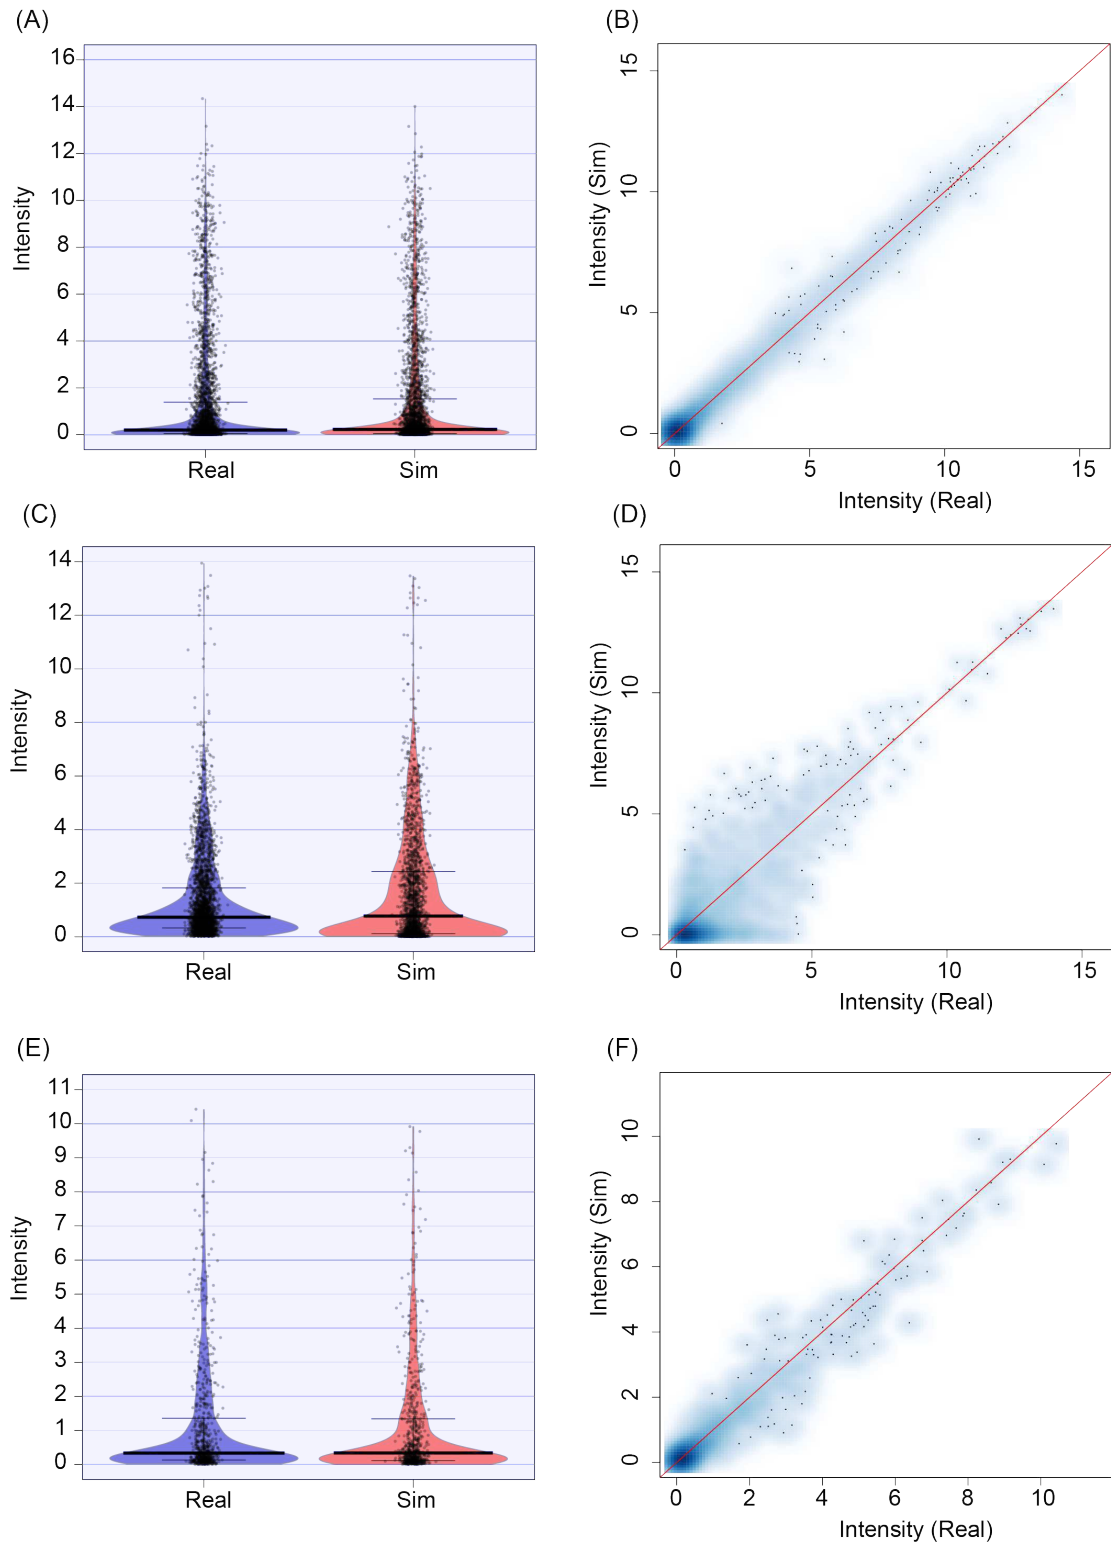 (A)
16
14
12
10
8
6
4
2
0
Intensity
Real Sim
(B)
15
10
5
0
Intensity (Sim)
0 5 10 15
Intensity (Real)
(C)
14
12
10
8
6
4
2
0
Intensity
Real Sim
(D)
15
10
5
0
Intensity (Sim)
0 5 10 15
Intensity (Real)
(E)
11
10
9
8
7
6
5
4
3
2
1
0
Intensity
Real Sim
(F)
10
8
6
4
2
0
Intensity (Sim)
0 2 4 6 8 10
Intensity (Real)